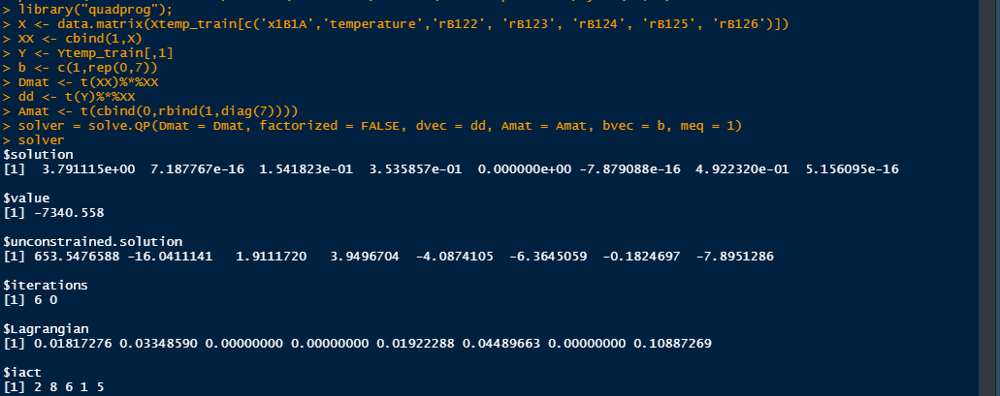 > library("quadprog");
> X <- data.matrix(Xtemp_train[c('x1B1A','temperature','rB122', 'rB123', 'rB124', 'rB125', 'rB126')])
> XX <- cbind(1,X)
> Y <- Ytemp_train[,1]
> b <- c(1,rep(0,7))
> Dmat <- t(XX)%*%XX
> dd <- t(Y)%*%XX
> Amat <- t(cbind(0,rbind(1,diag(7))))
> solver = solve.QP(Dmat = Dmat, factorized = FALSE, dvec = dd, Amat = Amat, bvec = b, meq = 1)
> solver
$solution
[1] 3.791115e+00 7.187767e-16 1.541823e-01 3.535857e-01 0.000000e+00 -7.879088e-16 4.922320e-01 5.156095e-16
$value
[1] -7340.558
$unconstrained.solution
[1] 653.5476588 -16.0411141 1.9111720 3.9496704 -4.0874105 -6.3645059 -0.1824697 -7.8951286
$iterations
[1] 6 0
$Lagrangian
[1] 0.01817276 0.03348590 0.00000000 0.00000000 0.01922288 0.04489663 0.00000000 0.10887269
$iact
[1] 2 8 6 1 5